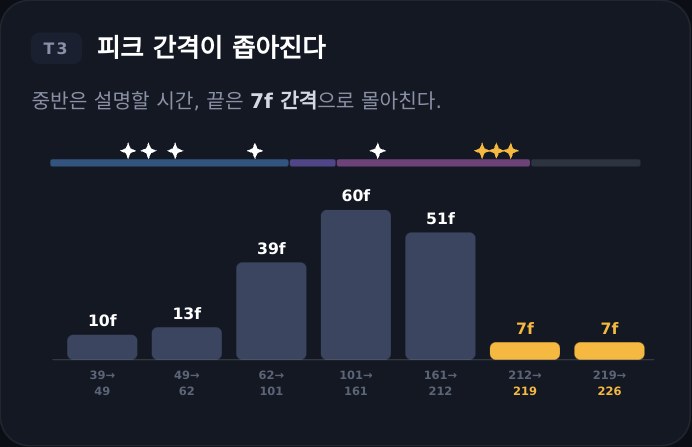 T3 피크 간격이 좁아진다
중반은 설명할 시간, 끝은 7f 간격으로 몰아친다.
10f
13f
39f
60f
51f
7f
7f
39→
49
49→
62
62→
101
101→
161
161→
212
212→
219
219→
226